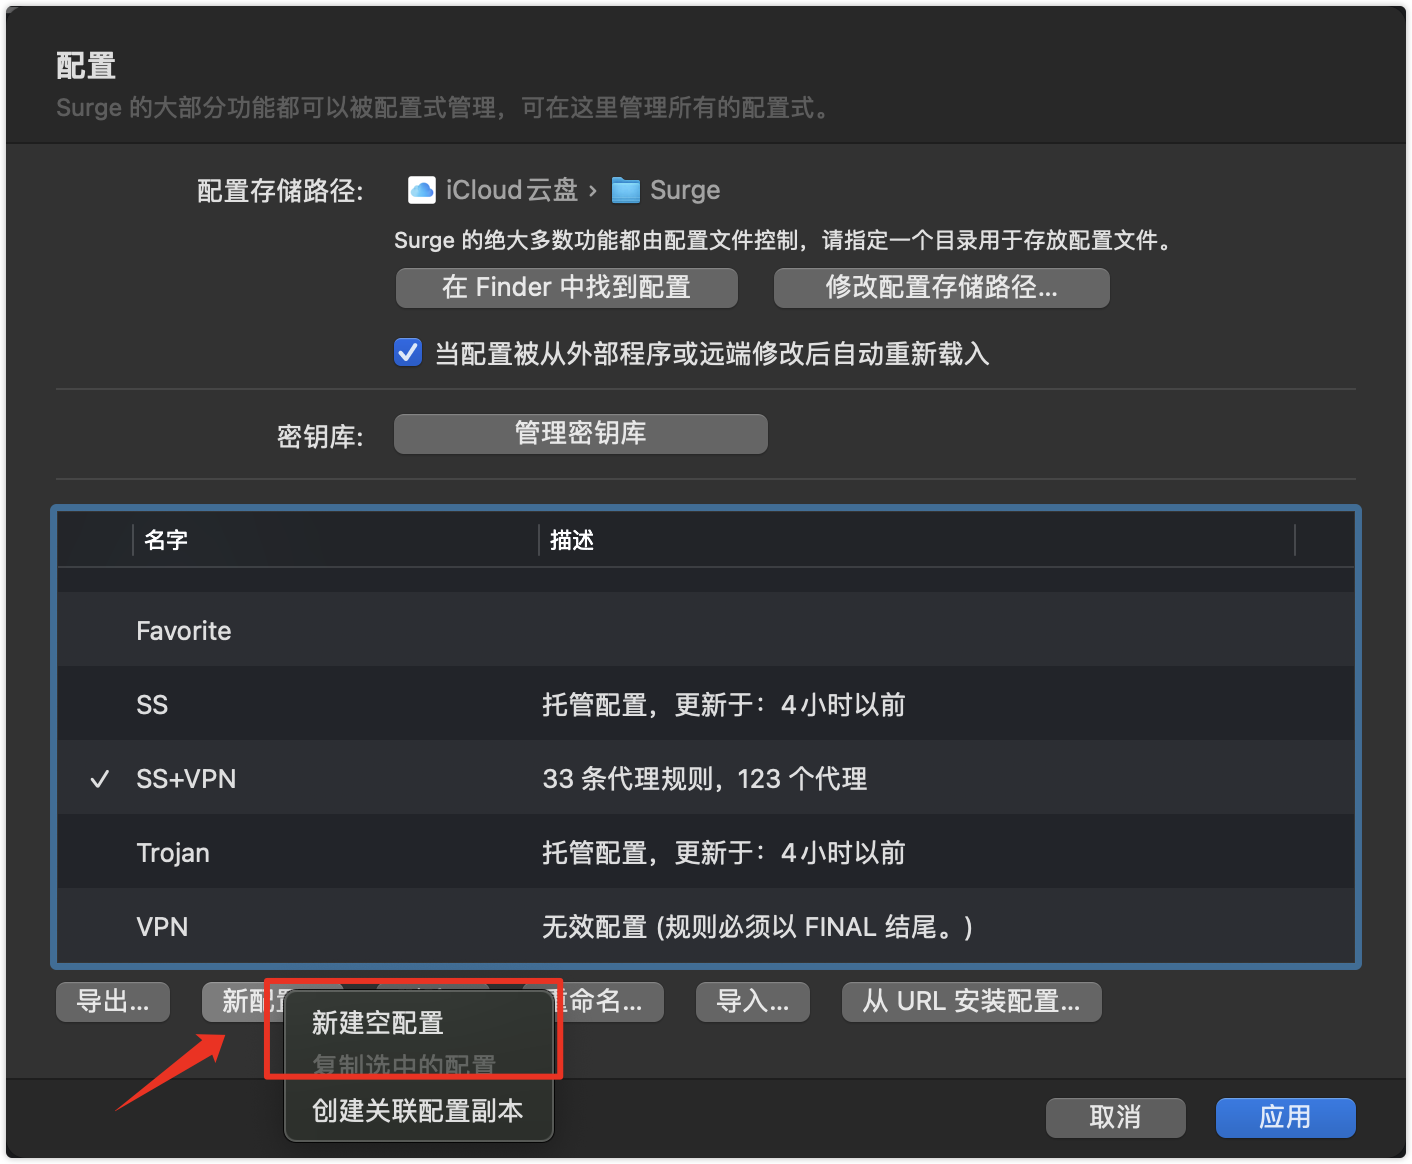 配置
Surge 的大部分功能都可以被配置式管理，可在这里管理所有的配置式。
配置存储路径: iCloud云盘 › Surge
Surge 的绝大多数功能都由配置文件控制，请指定一个目录用于存放配置文件。
在 Finder 中找到配置 修改配置存储路径...
当配置被从外部程序或远端修改后自动重新载入
密钥库: 管理密钥库
名字 描述
Favorite
SS 托管配置，更新于：4小时以前
SS+VPN 33 条代理规则，123 个代理
Trojan 托管配置，更新于：4小时以前
VPN 无效配置 (规则必须以 FINAL 结尾。)
导出... 新配置 重命名... 导入... 从 URL 安装配置...
新建空配置
复制选中的配置
创建关联配置副本
取消 应用